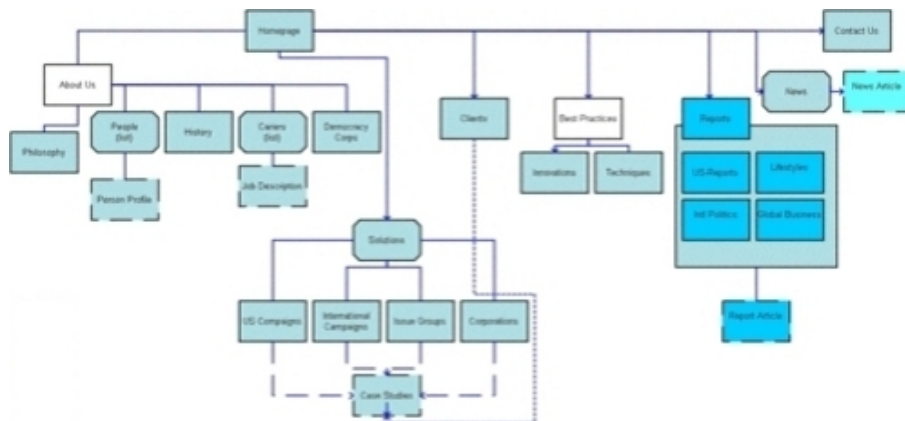 Homepage
Contact Us
About Us
News
News Article
People
(list)
History
Careers
(list)
Democracy
Corps
Clients
Best Practices
Reports
Philosophy
Innovations
Techniques
US-Reports
Lifestyles
Person Profile
Job Description
Intl Politics
Global Business
Solutions
US Campaigns
International
Campaigns
Issue Groups
Corporations
Report Article
Case Studies